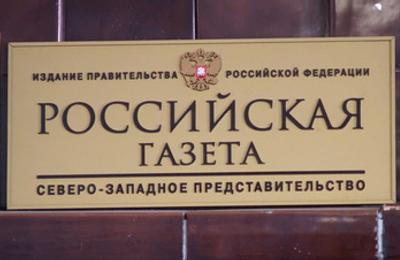 ИЗДАНИЕ ПРАВИТЕЛЬСТВА РОССИЙСКОЙ ФЕДЕРАЦИИ
РОССИЙСКАЯ
ГАЗЕТА
СЕВЕРО-ЗАПАДНОЕ ПРЕДСТАВИТЕЛЬСТВО